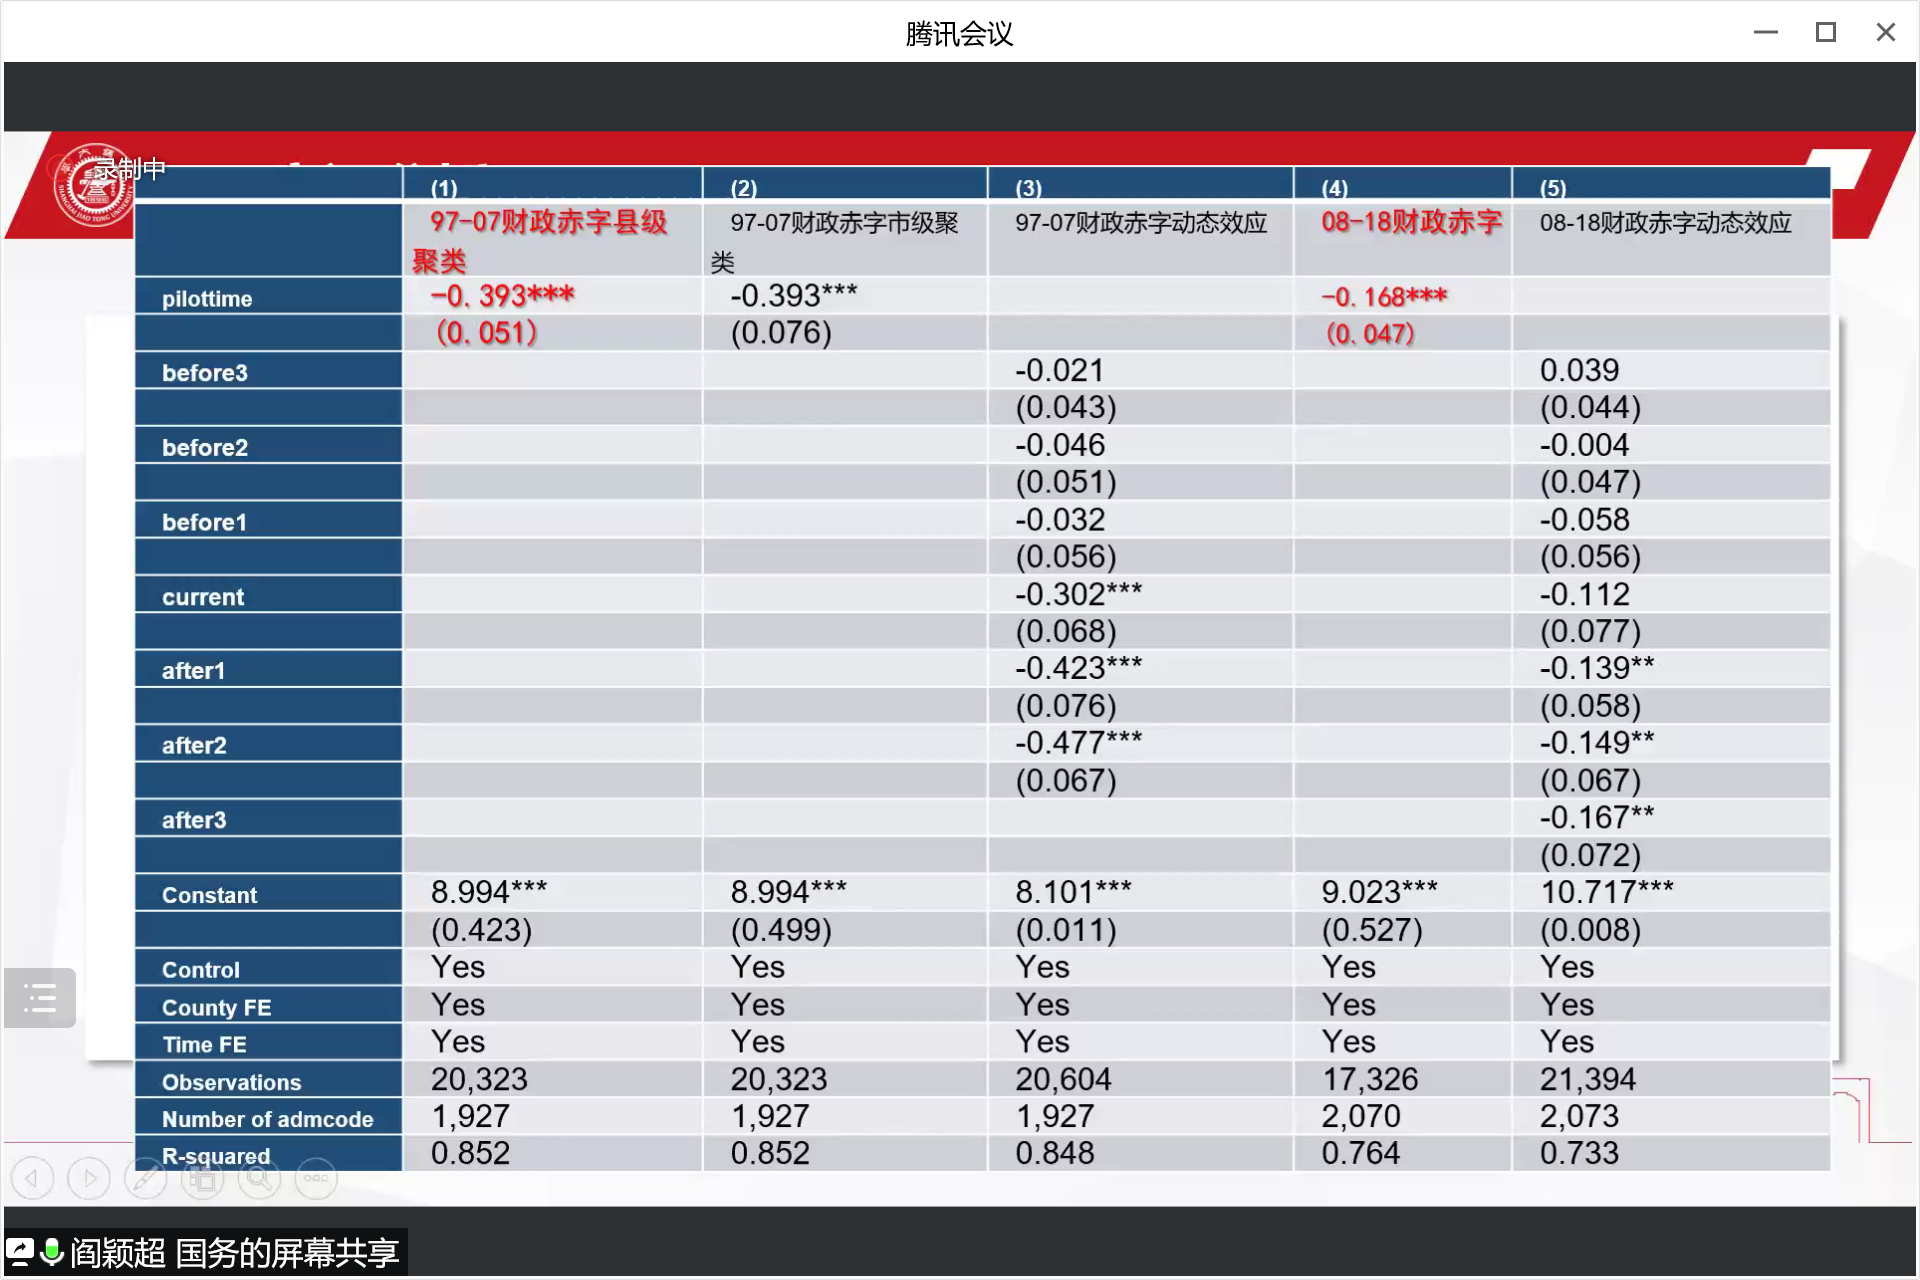 腾讯会议
录制中
(1) (2) (3) (4) (5)
97-07财政赤字县级聚类 97-07财政赤字市级聚类 97-07财政赤字动态效应 08-18财政赤字 08-18财政赤字动态效应
pilottime -0.393*** -0.393*** -0.168***
(0.051) (0.076) (0.047)
before3 -0.021 0.039
(0.043) (0.044)
before2 -0.046 -0.004
(0.051) (0.047)
before1 -0.032 -0.058
(0.056) (0.056)
current -0.302*** -0.112
(0.068) (0.077)
after1 -0.423*** -0.139**
(0.076) (0.058)
after2 -0.477*** -0.149**
(0.067) (0.067)
after3 -0.167**
(0.072)
Constant 8.994*** 8.994*** 8.101*** 9.023*** 10.717***
(0.423) (0.499) (0.011) (0.527) (0.008)
Control Yes Yes Yes Yes Yes
County FE Yes Yes Yes Yes Yes
Time FE Yes Yes Yes Yes Yes
Observations 20,323 20,323 20,604 17,326 21,394
Number of admcode 1,927 1,927 1,927 2,070 2,073
R-squared 0.852 0.852 0.848 0.764 0.733
阎颖超 国务的屏幕共享